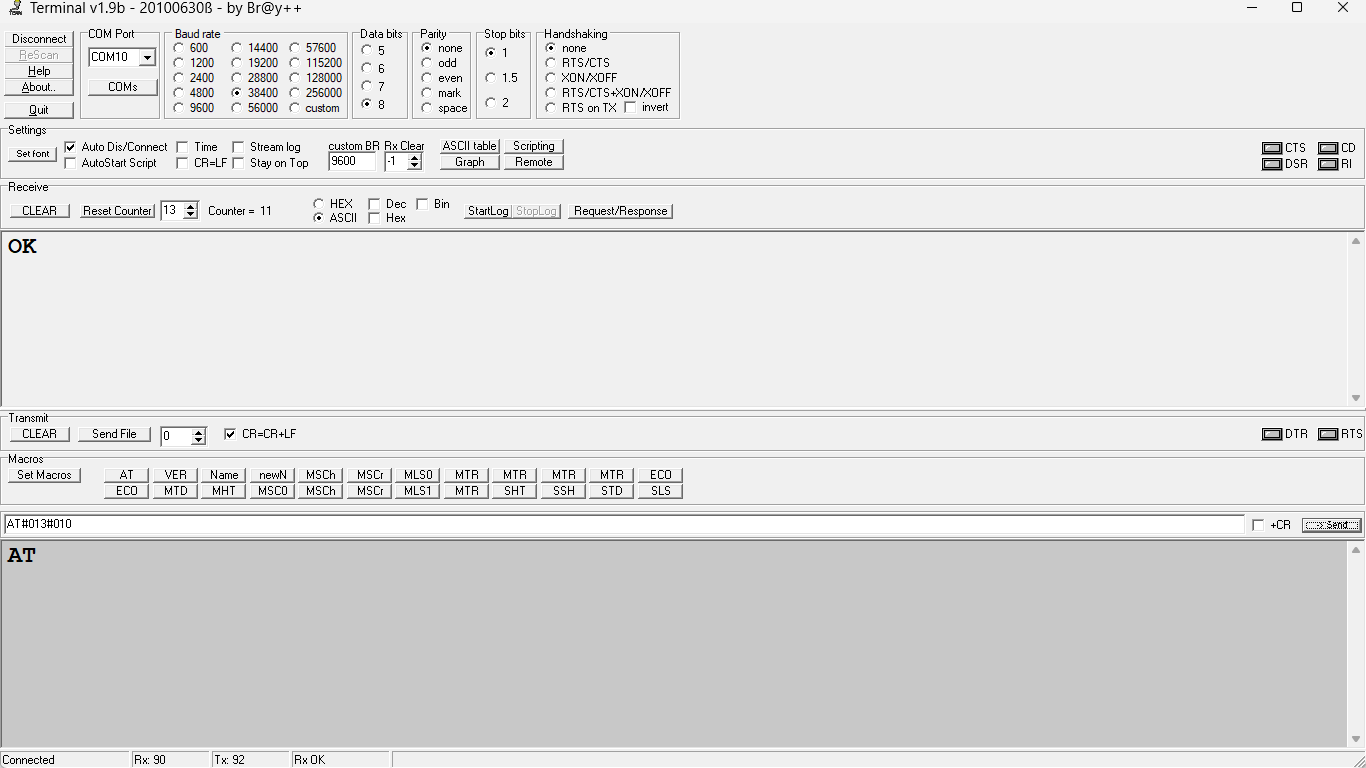 Terminal v1.9b - 20100630ß - by Br@y++
Disconnect
ReScan
Help
About..
Quit
COM Port
COM10
COMs
Baud rate
600 14400 57600
1200 19200 115200
2400 28800 128000
4800 38400 256000
9600 56000 custom
Data bits
5
6
7
8
Parity
none
odd
even
mark
space
Stop bits
1
1.5
2
Handshaking
none
RTS/CTS
XON/XOFF
RTS/CTS+XON/XOFF
RTS on TX invert
Settings
Set font
Auto Dis/Connect Time Stream log
AutoStart Script CR=LF Stay on Top
custom BR Rx Clear
9600 -1
ASCII table Scripting
Graph Remote
CTS CD
DSR RI
Receive
CLEAR Reset Counter 13 Counter = 11
HEX Dec Bin
ASCII Hex
StartLog StopLog Request/Response
OK
Transmit
CLEAR Send File 0 CR=CR+LF DTR RTS
Macros
Set Macros AT VER Name newN MSCh MSCr MLS0 MTR MTR MTR MTR ECO
ECO MTD MHT MSC0 MSCh MSCr MLS1 MTR SHT SSH STD SLS
AT#013#010 +CR -> Send
AT
Connected Rx: 90 Tx: 92 Rx OK